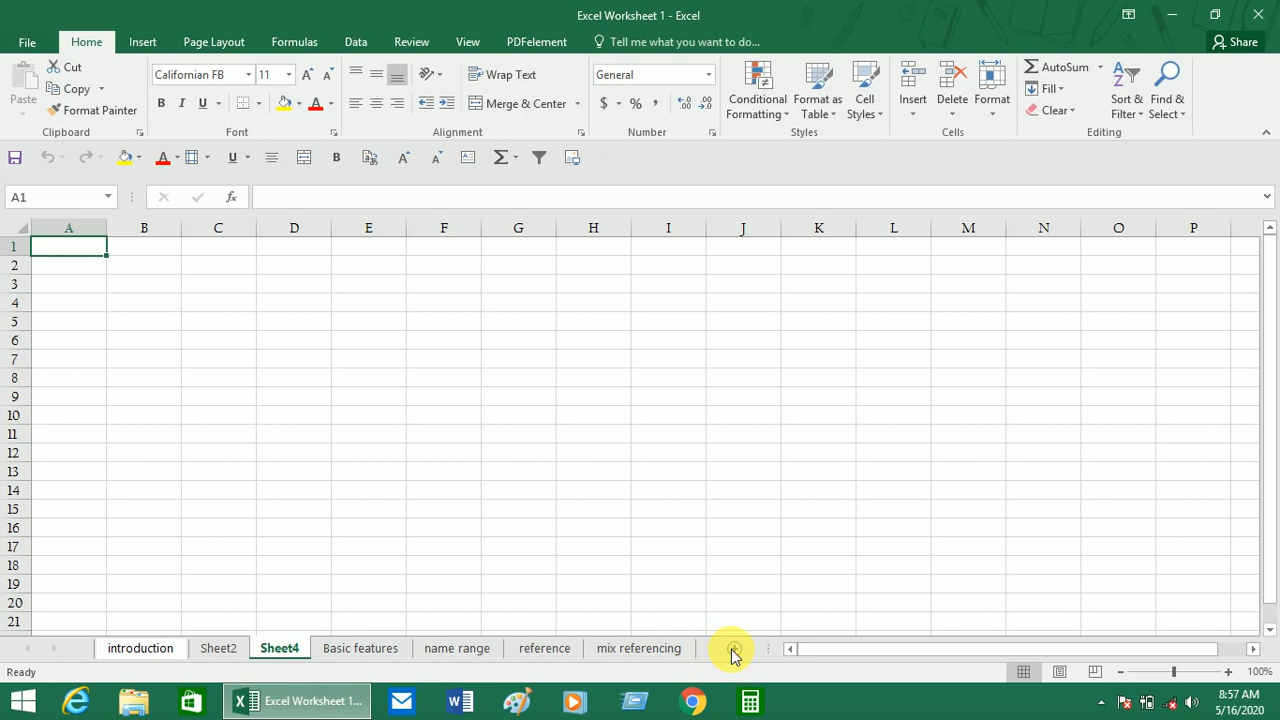 Excel Worksheet 1 - Excel
File Home Insert Page Layout Formulas Data Review View PDFelement Tell me what you want to do... Share
Paste
Cut
Copy
Format Painter
Clipboard
Californian FB 11
B I U
Font
Wrap Text
Merge & Center
Alignment
General
$ % ,
Number
Conditional Formatting
Format as Table
Cell Styles
Styles
Insert
Delete
Format
Cells
AutoSum
Fill
Clear
Sort & Filter
Find & Select
Editing
A1
fx
A B C D E F G H I J K L M N O P
1
2
3
4
5
6
7
8
9
10
11
12
13
14
15
16
17
18
19
20
21
introduction Sheet2 Sheet4 Basic features name range reference mix referencing
Ready
100%
Excel Worksheet 1...
8:57 AM
5/16/2020